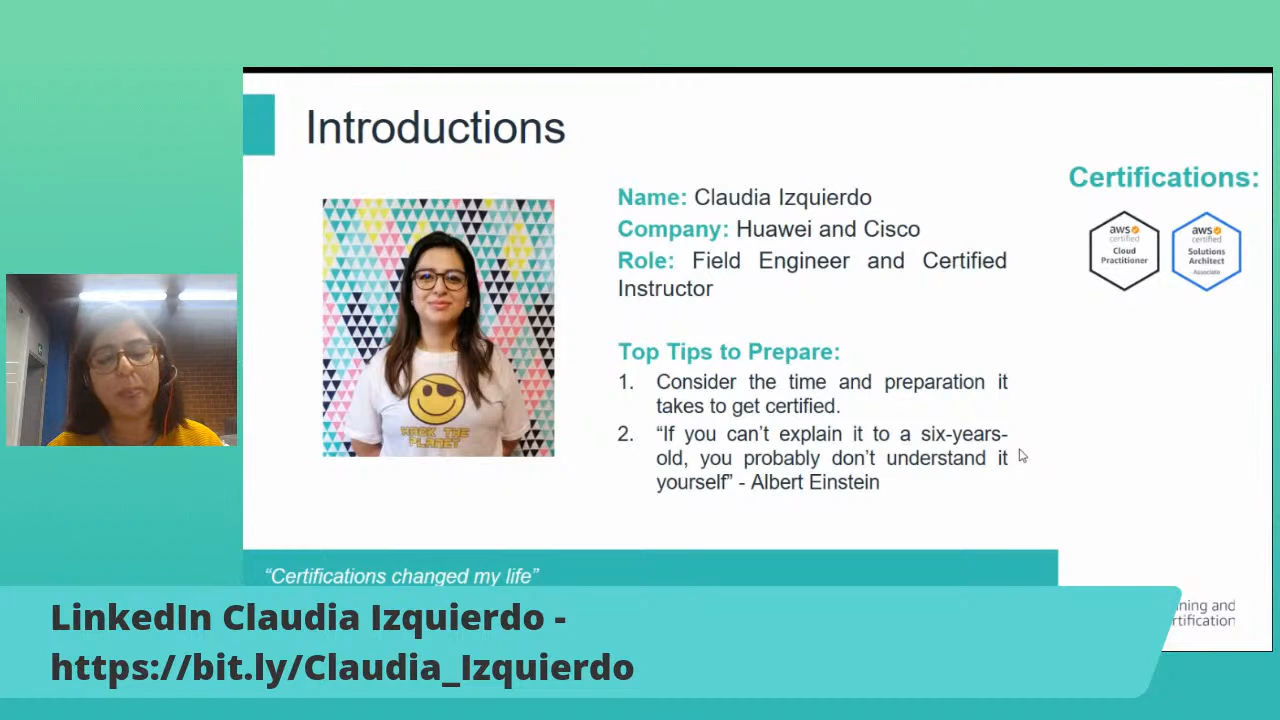 Introductions
Certifications:
Name: Claudia Izquierdo
Company: Huawei and Cisco
Role: Field Engineer and Certified
Instructor
aws
certified
Cloud
Practitioner
aws
certified
Solutions
Architect
Associate
Top Tips to Prepare:
1. Consider the time and preparation it
takes to get certified.
2. “If you can’t explain it to a six-years-
old, you probably don’t understand it
yourself” - Albert Einstein
HACK THE
PLANET
“Certifications changed my life”
LinkedIn Claudia Izquierdo -
https://bit.ly/Claudia_Izquierdo
ning and
rtification